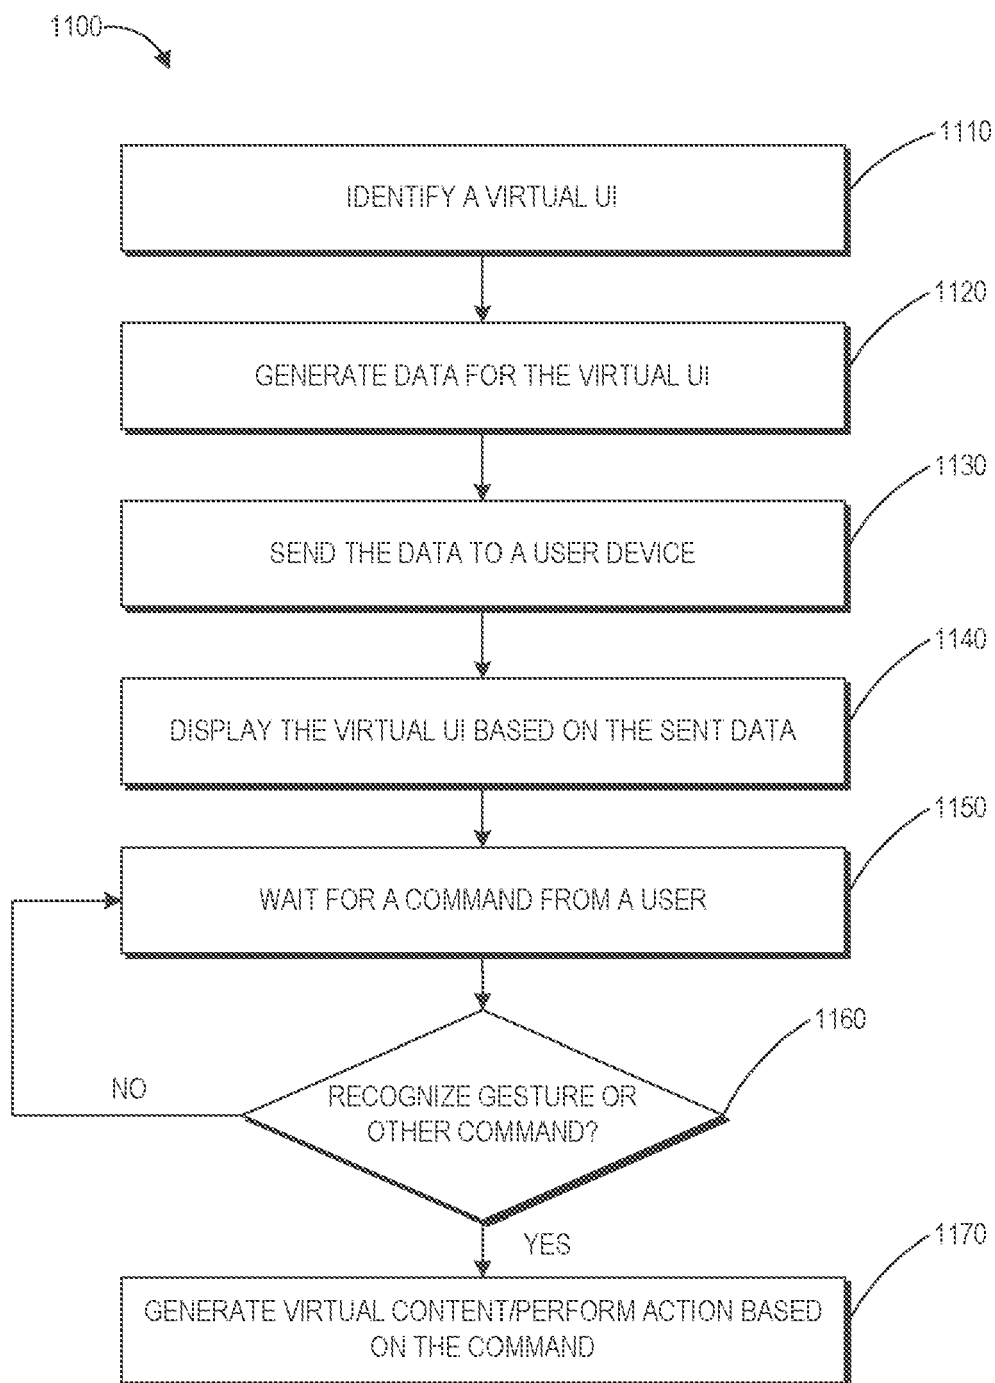 1100
1110
IDENTIFY A VIRTUAL UI
1120
GENERATE DATA FOR THE VIRTUAL UI
1130
SEND THE DATA TO A USER DEVICE
1140
DISPLAY THE VIRTUAL UI BASED ON THE SENT DATA
1150
WAIT FOR A COMMAND FROM A USER
1160
RECOGNIZE GESTURE OR
OTHER COMMAND?
NO
YES
1170
GENERATE VIRTUAL CONTENT/PERFORM ACTION BASED
ON THE COMMAND